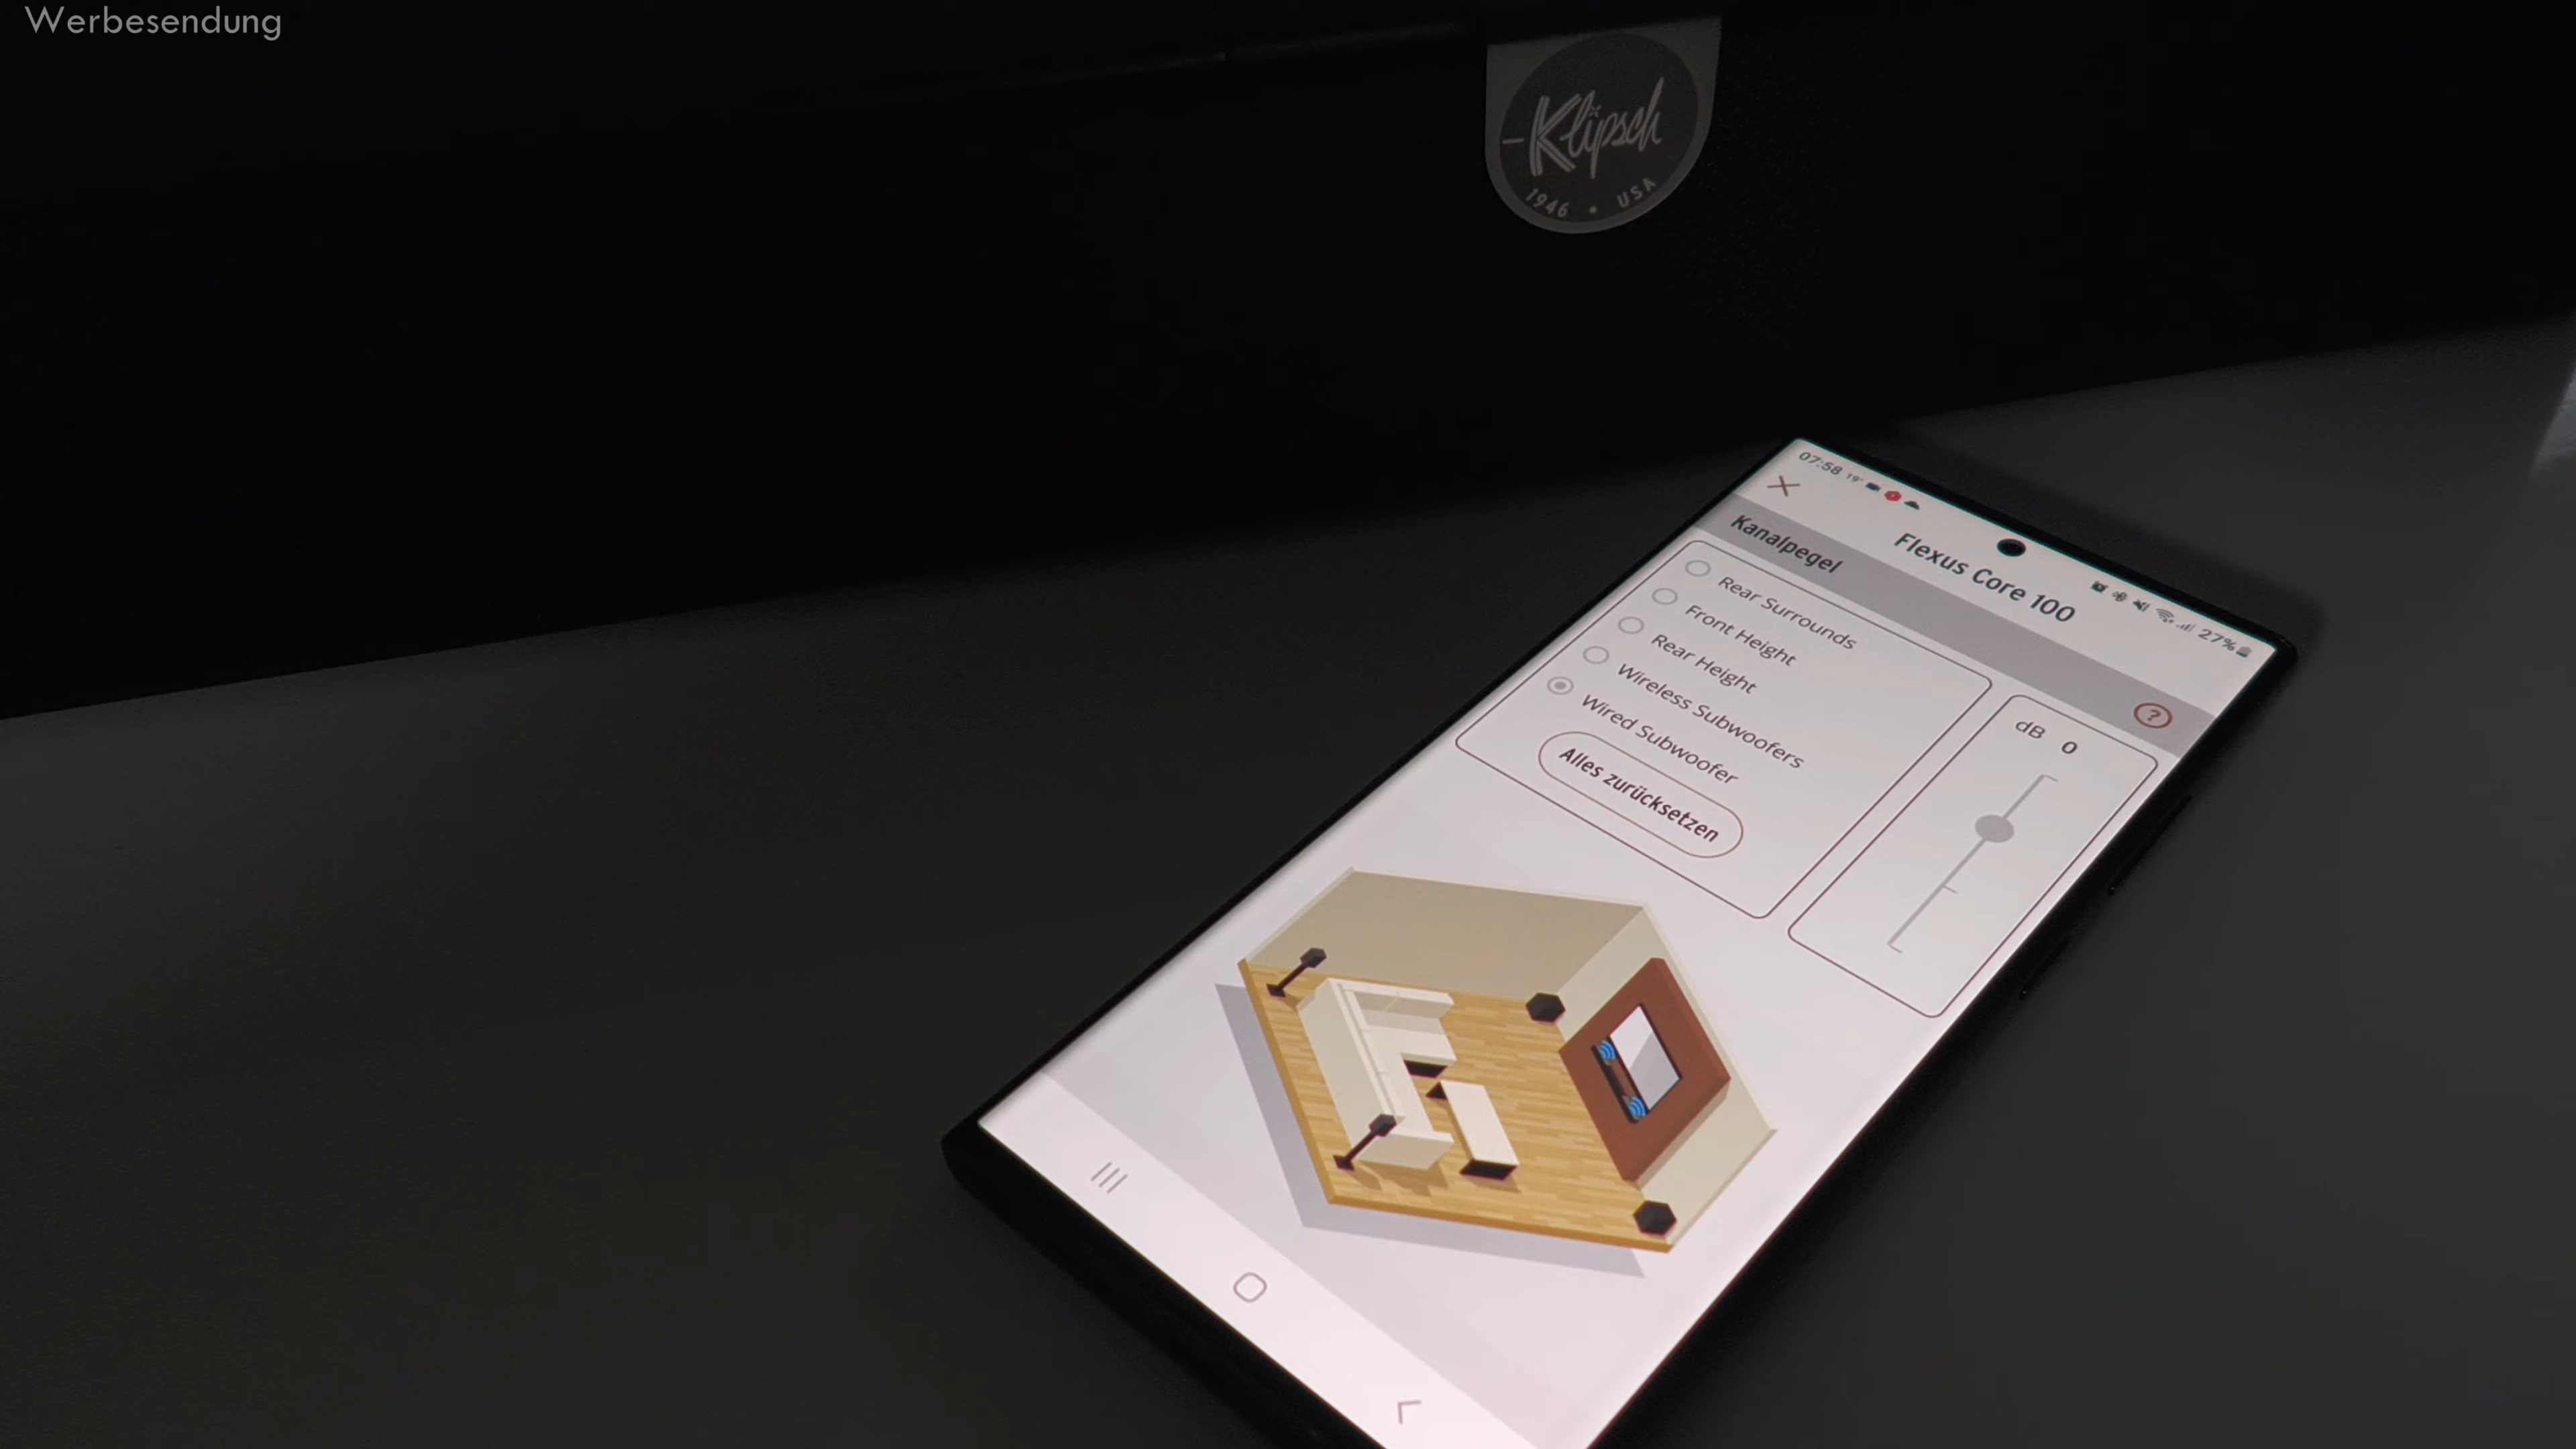 Werbesendung
Klipsch
1946 • USA
07:58 19°
27%
Flexus Core 100
Kanalpegel
?
Rear Surrounds
Front Height
Rear Height
Wireless Subwoofers
Wired Subwoofer
Alles zurücksetzen
dB 0